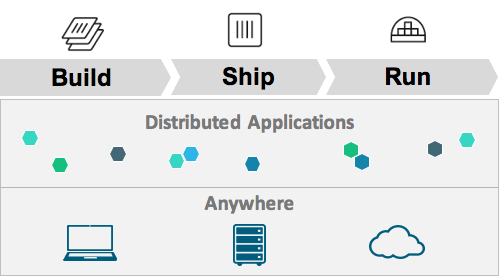 Build Ship Run
Distributed Applications
Anywhere